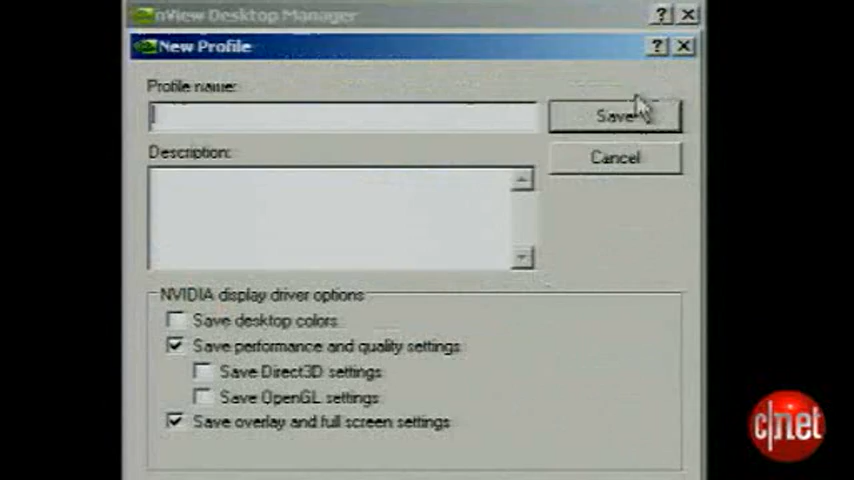 nView Desktop Manager
New Profile
Profile name:
Save
Cancel
Description:
NVIDIA display driver options
Save desktop colors
Save performance and quality settings
Save Direct3D settings
Save OpenGL settings
Save overlay and full screen settings
c|net